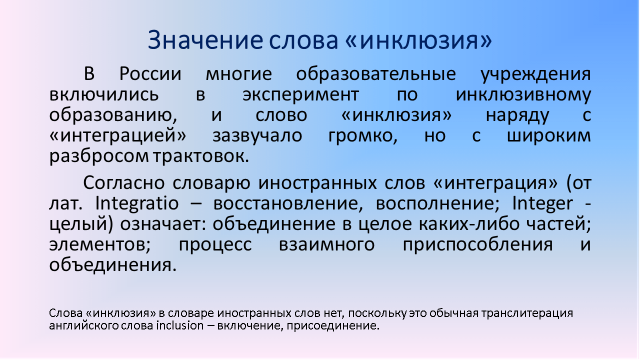 Значение слова «инклюзия»
В России многие образовательные учреждения
включились в эксперимент по инклюзивному
образованию, и слово «инклюзия» наряду с
«интеграцией» зазвучало громко, но с широким
разбросом трактовок.
Согласно словарю иностранных слов «интеграция» (от
лат. Integratio – восстановление, восполнение; Integer -
целый) означает: объединение в целое каких-либо частей;
элементов; процесс взаимного приспособления и
объединения.
Слова «инклюзия» в словаре иностранных слов нет, поскольку это обычная транслитерация
английского слова inclusion – включение, присоединение.